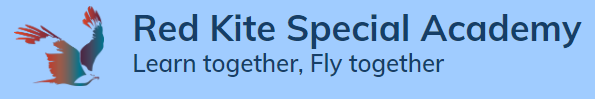 Red Kite Special Academy
Learn together, Fly together